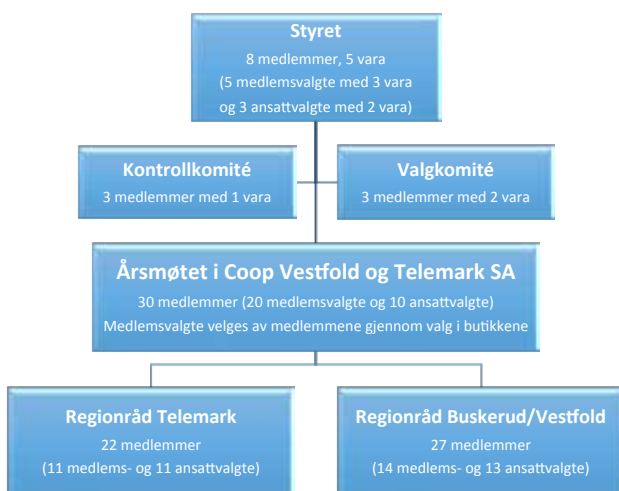 Styret
8 medlemmer, 5 vara
(5 medlemsvalgte med 3 vara
og 3 ansattvalgte med 2 vara)
Kontrollkomité
3 medlemmer med 1 vara
Valgkomité
3 medlemmer med 2 vara
Årsmøtet i Coop Vestfold og Telemark SA
30 medlemmer (20 medlemsvalgte og 10 ansattvalgte)
Medlemsvalgte velges av medlemmene gjennom valg i butikkene
Regionråd Telemark
22 medlemmer
(11 medlems- og 11 ansattvalgte)
Regionråd Buskerud/Vestfold
27 medlemmer
(14 medlems- og 13 ansattvalgte)